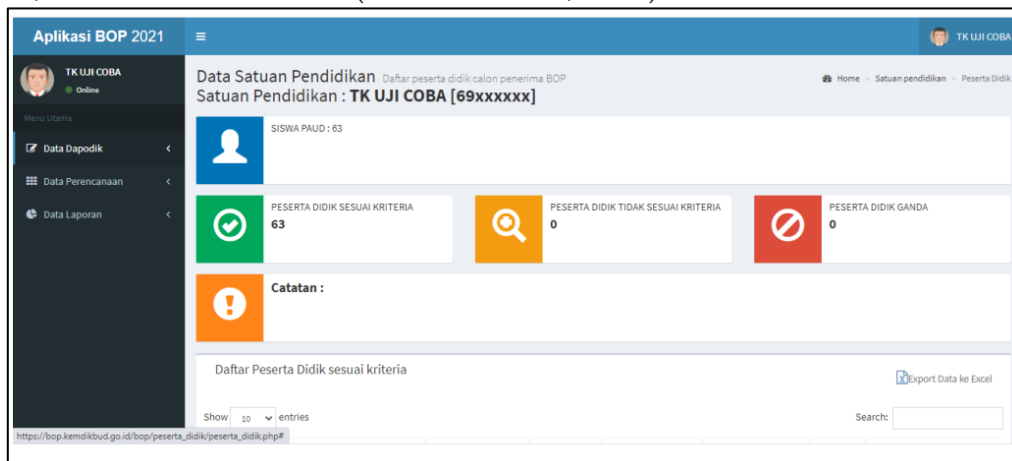 Aplikasi BOP 2021
TK UJI COBA
TK UJI COBA
Online
Menu Utama
Data Dapodik
Data Perencanaan
Data Laporan
Data Satuan Pendidikan Daftar peserta didik calon penerima BOP
Home > Satuan pendidikan > Peserta Didik
Satuan Pendidikan : TK UJI COBA [69xxxxxx]
SISWA PAUD : 63
PESERTA DIDIK SESUAI KRITERIA
63
PESERTA DIDIK TIDAK SESUAI KRITERIA
0
PESERTA DIDIK GANDA
0
Catatan :
Daftar Peserta Didik sesuai kriteria
Export Data ke Excel
Show 10 entries
Search:
https://bop.kemdikbud.go.id/bop/peserta_didik/peserta_didik.php#